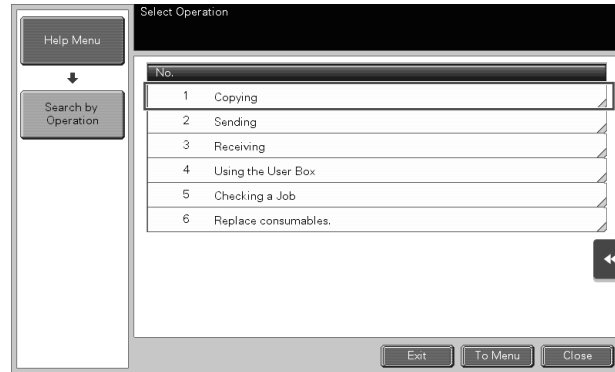 Select Operation
Help Menu
Search by
Operation
No.
1 Copying
2 Sending
3 Receiving
4 Using the User Box
5 Checking a Job
6 Replace consumables.
Exit To Menu Close